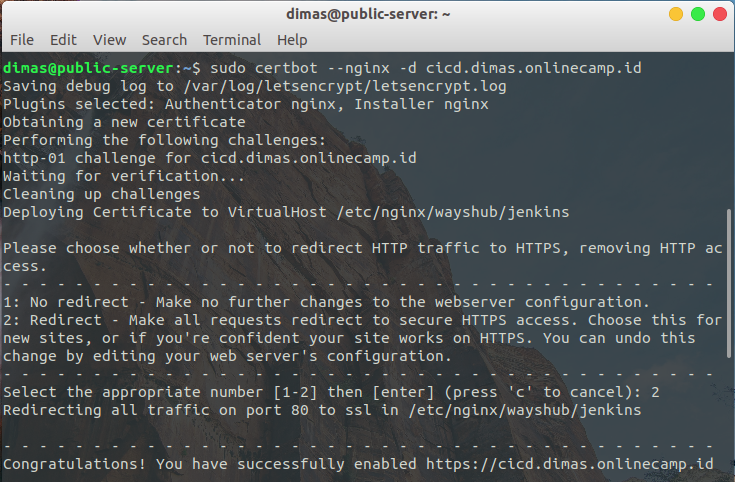 dimas@public-server: ~
File Edit View Search Terminal Help
dimas@public-server:~$ sudo certbot --nginx -d cicd.dimas.onlinecamp.id
Saving debug log to /var/log/letsencrypt/letsencrypt.log
Plugins selected: Authenticator nginx, Installer nginx
Obtaining a new certificate
Performing the following challenges:
http-01 challenge for cicd.dimas.onlinecamp.id
Waiting for verification...
Cleaning up challenges
Deploying Certificate to VirtualHost /etc/nginx/wayshub/jenkins
Please choose whether or not to redirect HTTP traffic to HTTPS, removing HTTP ac
cess.
- - - - - - - - - - - - - - - - - - - - - - - - - - - - - - - - - - - - - - - -
1: No redirect - Make no further changes to the webserver configuration.
2: Redirect - Make all requests redirect to secure HTTPS access. Choose this for
new sites, or if you're confident your site works on HTTPS. You can undo this
change by editing your web server's configuration.
- - - - - - - - - - - - - - - - - - - - - - - - - - - - - - - - - - - - - - - -
Select the appropriate number [1-2] then [enter] (press 'c' to cancel): 2
Redirecting all traffic on port 80 to ssl in /etc/nginx/wayshub/jenkins
- - - - - - - - - - - - - - - - - - - - - - - - - - - - - - - - - - - - - - - -
Congratulations! You have successfully enabled https://cicd.dimas.onlinecamp.id